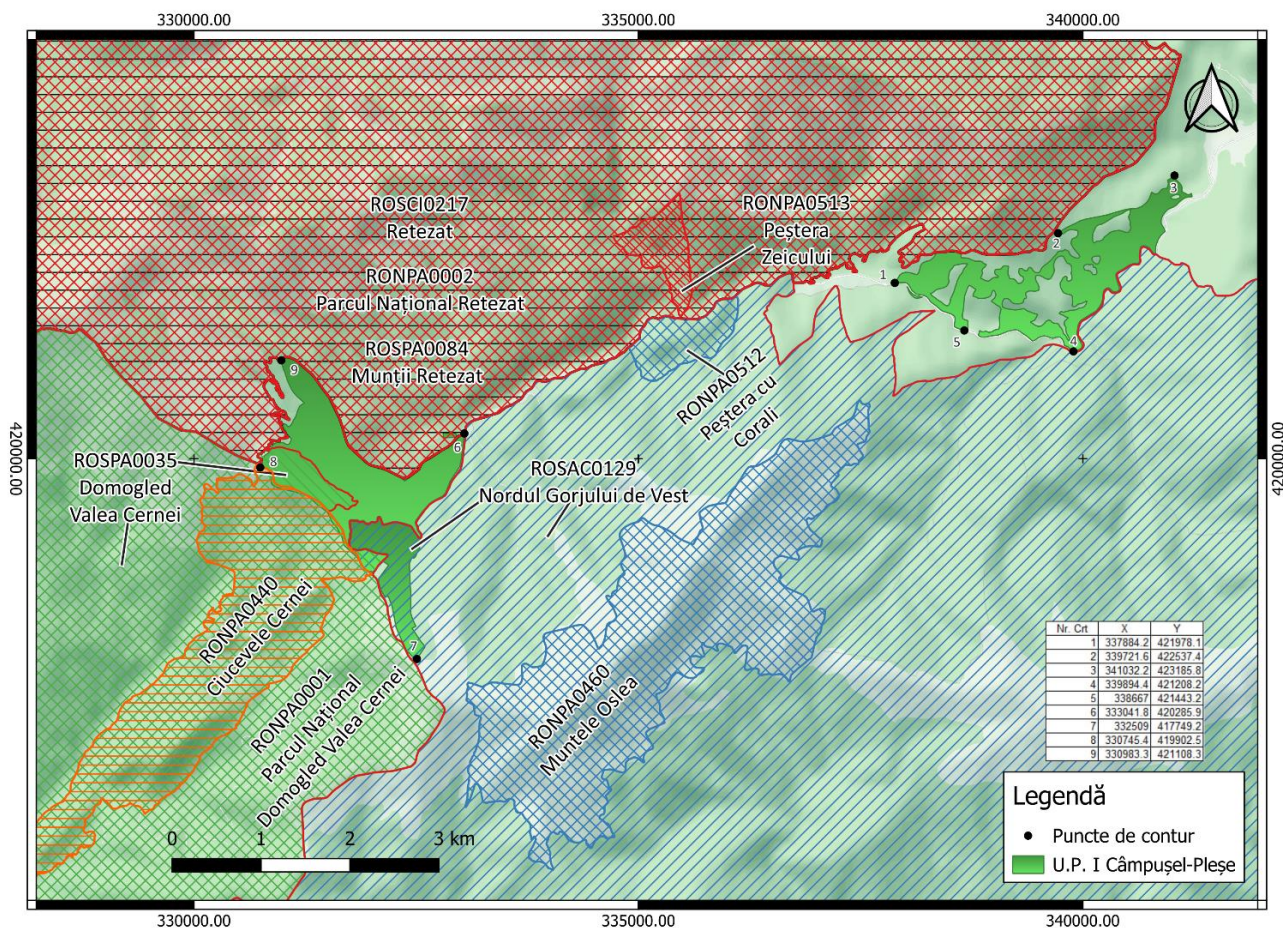 330000.00
335000.00
340000.00
ROSCI0217
Retezat
RONPA0002
Parcul Național Retezat
ROSPA0084
Munții Retezat
RONPA0513
Peștera
Zeicului
3
2
1
5
4
9
RONPA0512
Peștera cu
Corali
6
420000.00
420000.00
ROSPA0035
Domogled
Valea Cernei
8
ROSAC0129
Nordul Gorjului de Vest
RONPA0440
Ciucevele Cernei
7
RONPA0001
Parcul Național
Domogled Valea Cernei
RONPA0460
Muntele Oslea
Nr. Crt X Y
1 337884.2 421978.1
2 339721.6 422537.4
3 341032.2 423185.8
4 339894.4 421208.2
5 338667 421443.2
6 333041.8 420285.9
7 332509 417749.2
8 330745.4 419902.5
9 330983.3 421108.3
Legendă
Puncte de contur
U.P. I Câmpușel-Pleșe
0 1 2 3 km
330000.00
335000.00
340000.00